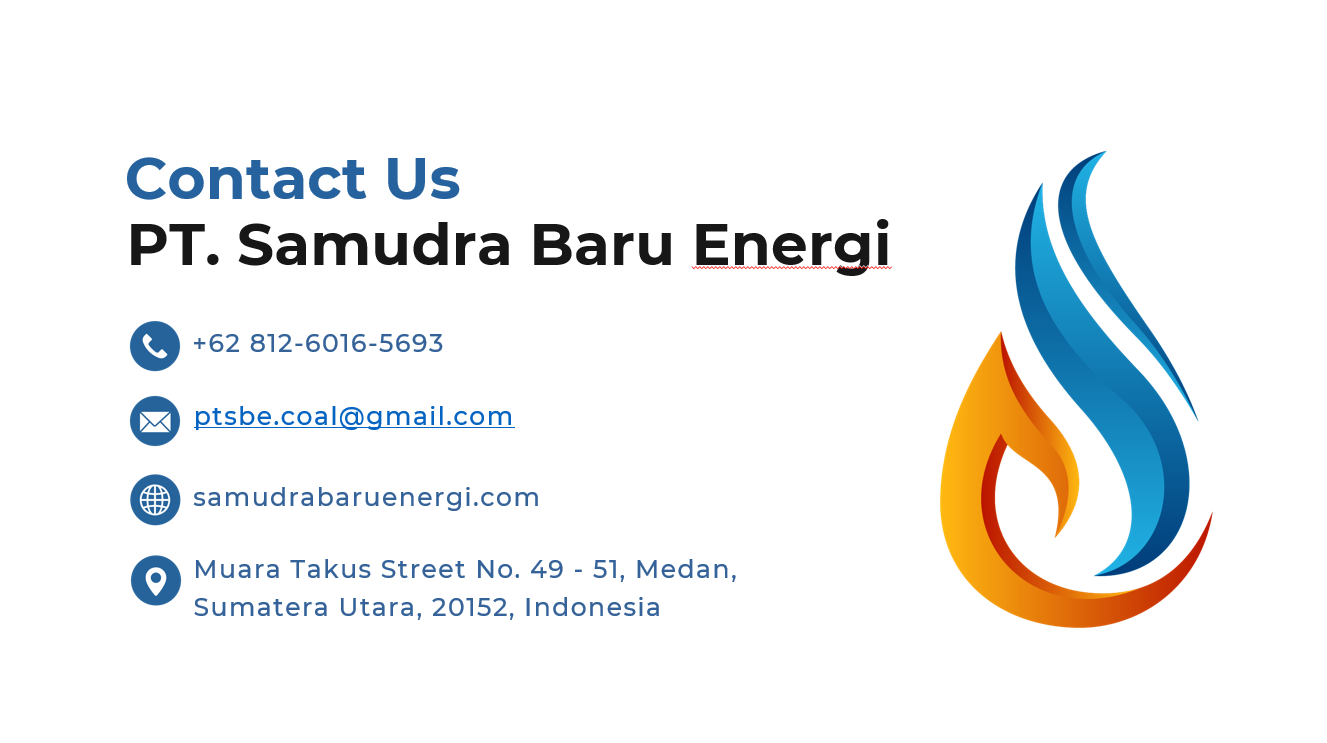 Contact Us
PT. Samudra Baru Energi
+62 812-6016-5693
ptsbe.coal@gmail.com
samudrabaruenergi.com
Muara Takus Street No. 49 - 51, Medan,
Sumatera Utara, 20152, Indonesia